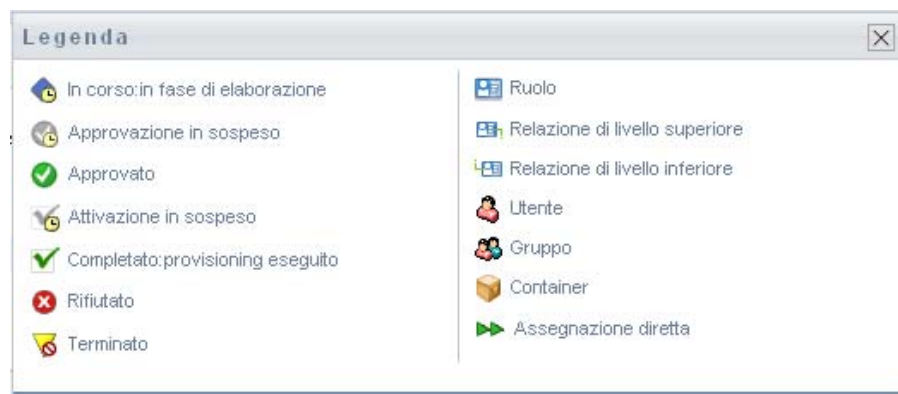 Legenda
In corso:in fase di elaborazione
Approvazione in sospeso
Approvato
Attivazione in sospeso
Completato:provisioning eseguito
Rifiutato
Terminato
Ruolo
Relazione di livello superiore
Relazione di livello inferiore
Utente
Gruppo
Container
Assegnazione diretta